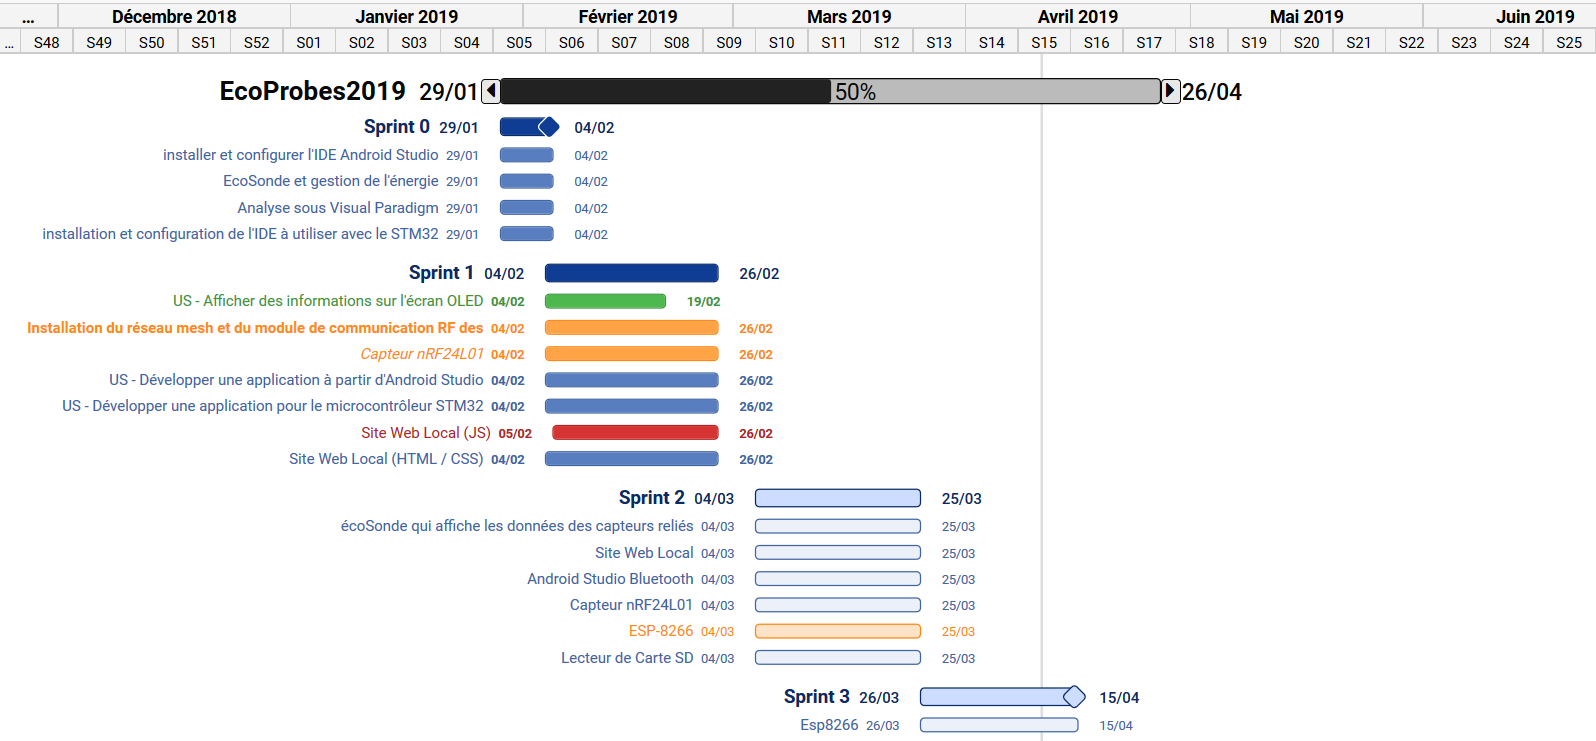 ... Décembre 2018 Janvier 2019 Février 2019 Mars 2019 Avril 2019 Mai 2019 Juin 2019
... S48 S49 S50 S51 S52 S01 S02 S03 S04 S05 S06 S07 S08 S09 S10 S11 S12 S13 S14 S15 S16 S17 S18 S19 S20 S21 S22 S23 S24 S25
EcoProbes2019 29/01 50% 26/04
Sprint 0 29/01 04/02
installer et configurer l'IDE Android Studio 29/01 04/02
EcoSonde et gestion de l'énergie 29/01 04/02
Analyse sous Visual Paradigm 29/01 04/02
installation et configuration de l'IDE à utiliser avec le STM32 29/01 04/02
Sprint 1 04/02 26/02
US - Afficher des informations sur l'écran OLED 04/02 19/02
Installation du réseau mesh et du module de communication RF des 04/02 26/02
Capteur nRF24L01 04/02 26/02
US - Développer une application à partir d'Android Studio 04/02 26/02
US - Développer une application pour le microcontrôleur STM32 04/02 26/02
Site Web Local (JS) 05/02 26/02
Site Web Local (HTML / CSS) 04/02 26/02
Sprint 2 04/03 25/03
écoSonde qui affiche les données des capteurs reliés 04/03 25/03
Site Web Local 04/03 25/03
Android Studio Bluetooth 04/03 25/03
Capteur nRF24L01 04/03 25/03
ESP-8266 04/03 25/03
Lecteur de Carte SD 04/03 25/03
Sprint 3 26/03 15/04
Esp8266 26/03 15/04